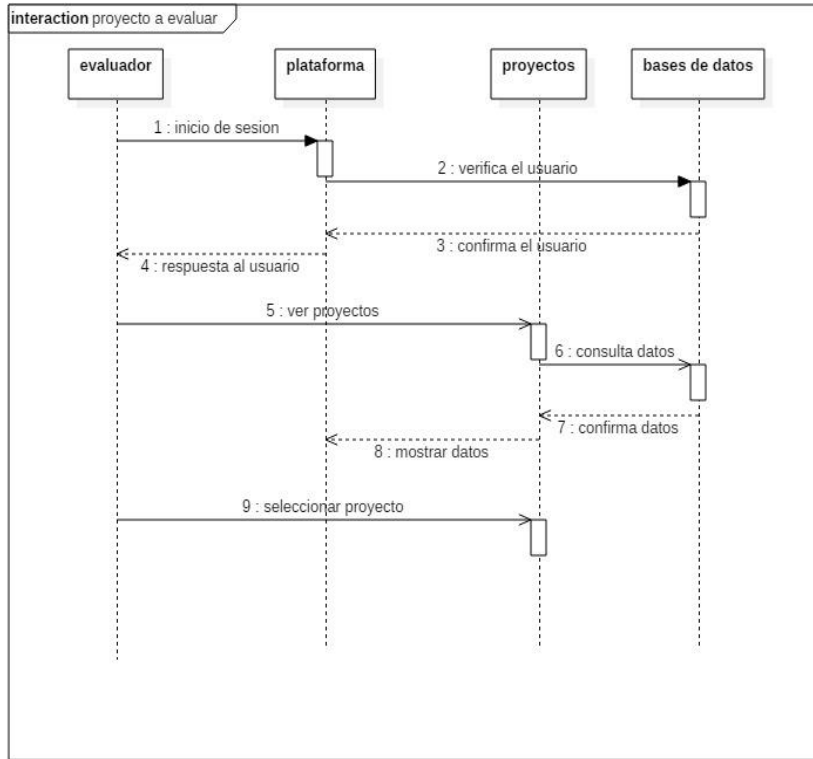 interaction proyecto a evaluar
evaluador
plataforma
proyectos
bases de datos
1 : inicio de sesion
2 : verifica el usuario
3 : confirma el usuario
4 : respuesta al usuario
5 : ver proyectos
6 : consulta datos
7 : confirma datos
8 : mostrar datos
9 : seleccionar proyecto